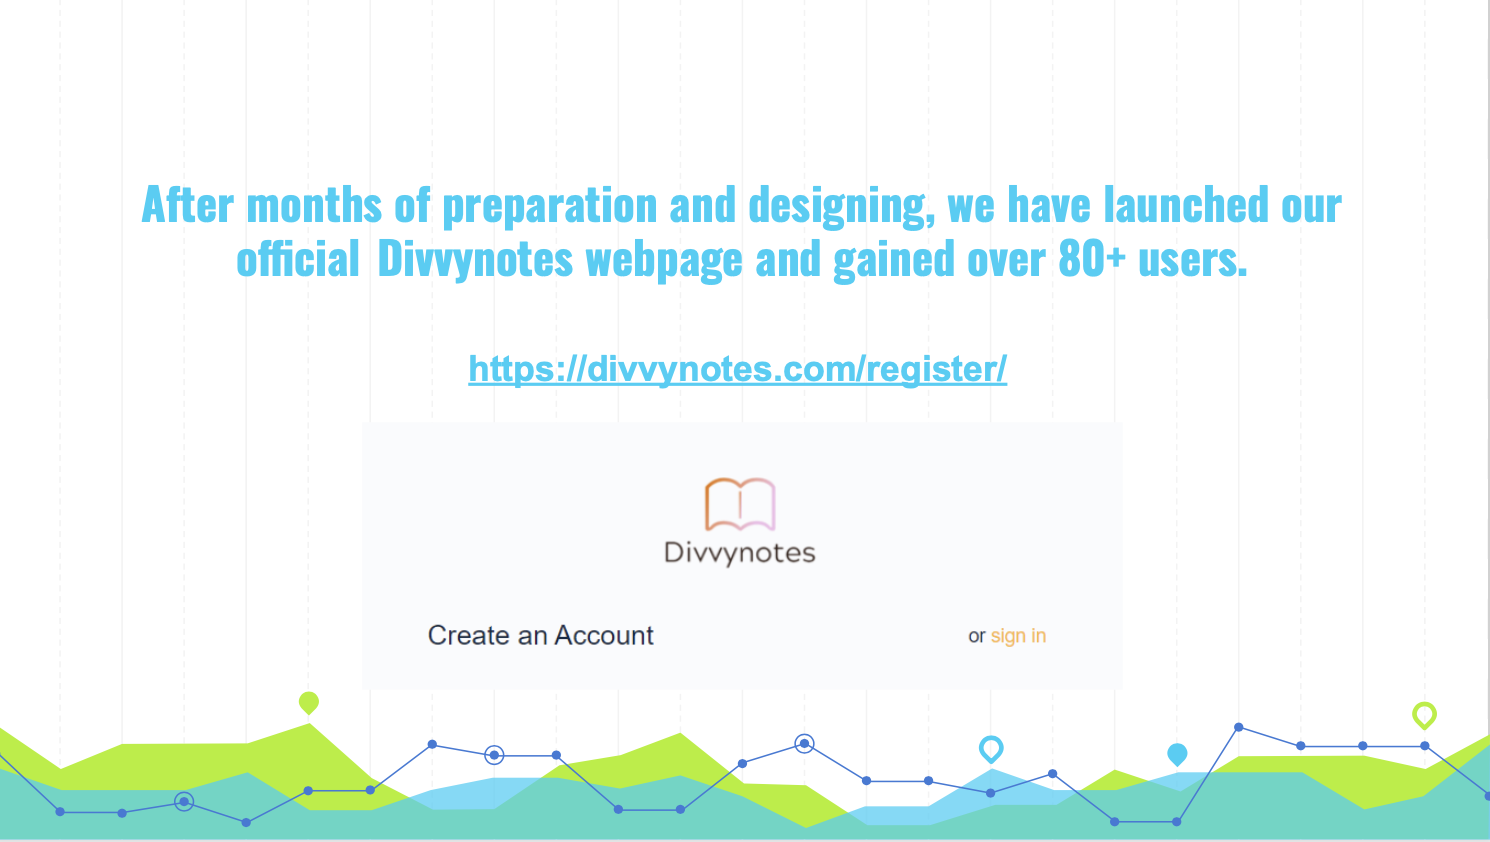 After months of preparation and designing, we have launched our
official Divvynotes webpage and gained over 80+ users.
https://divvynotes.com/register/
Divvynotes
Create an Account or sign in